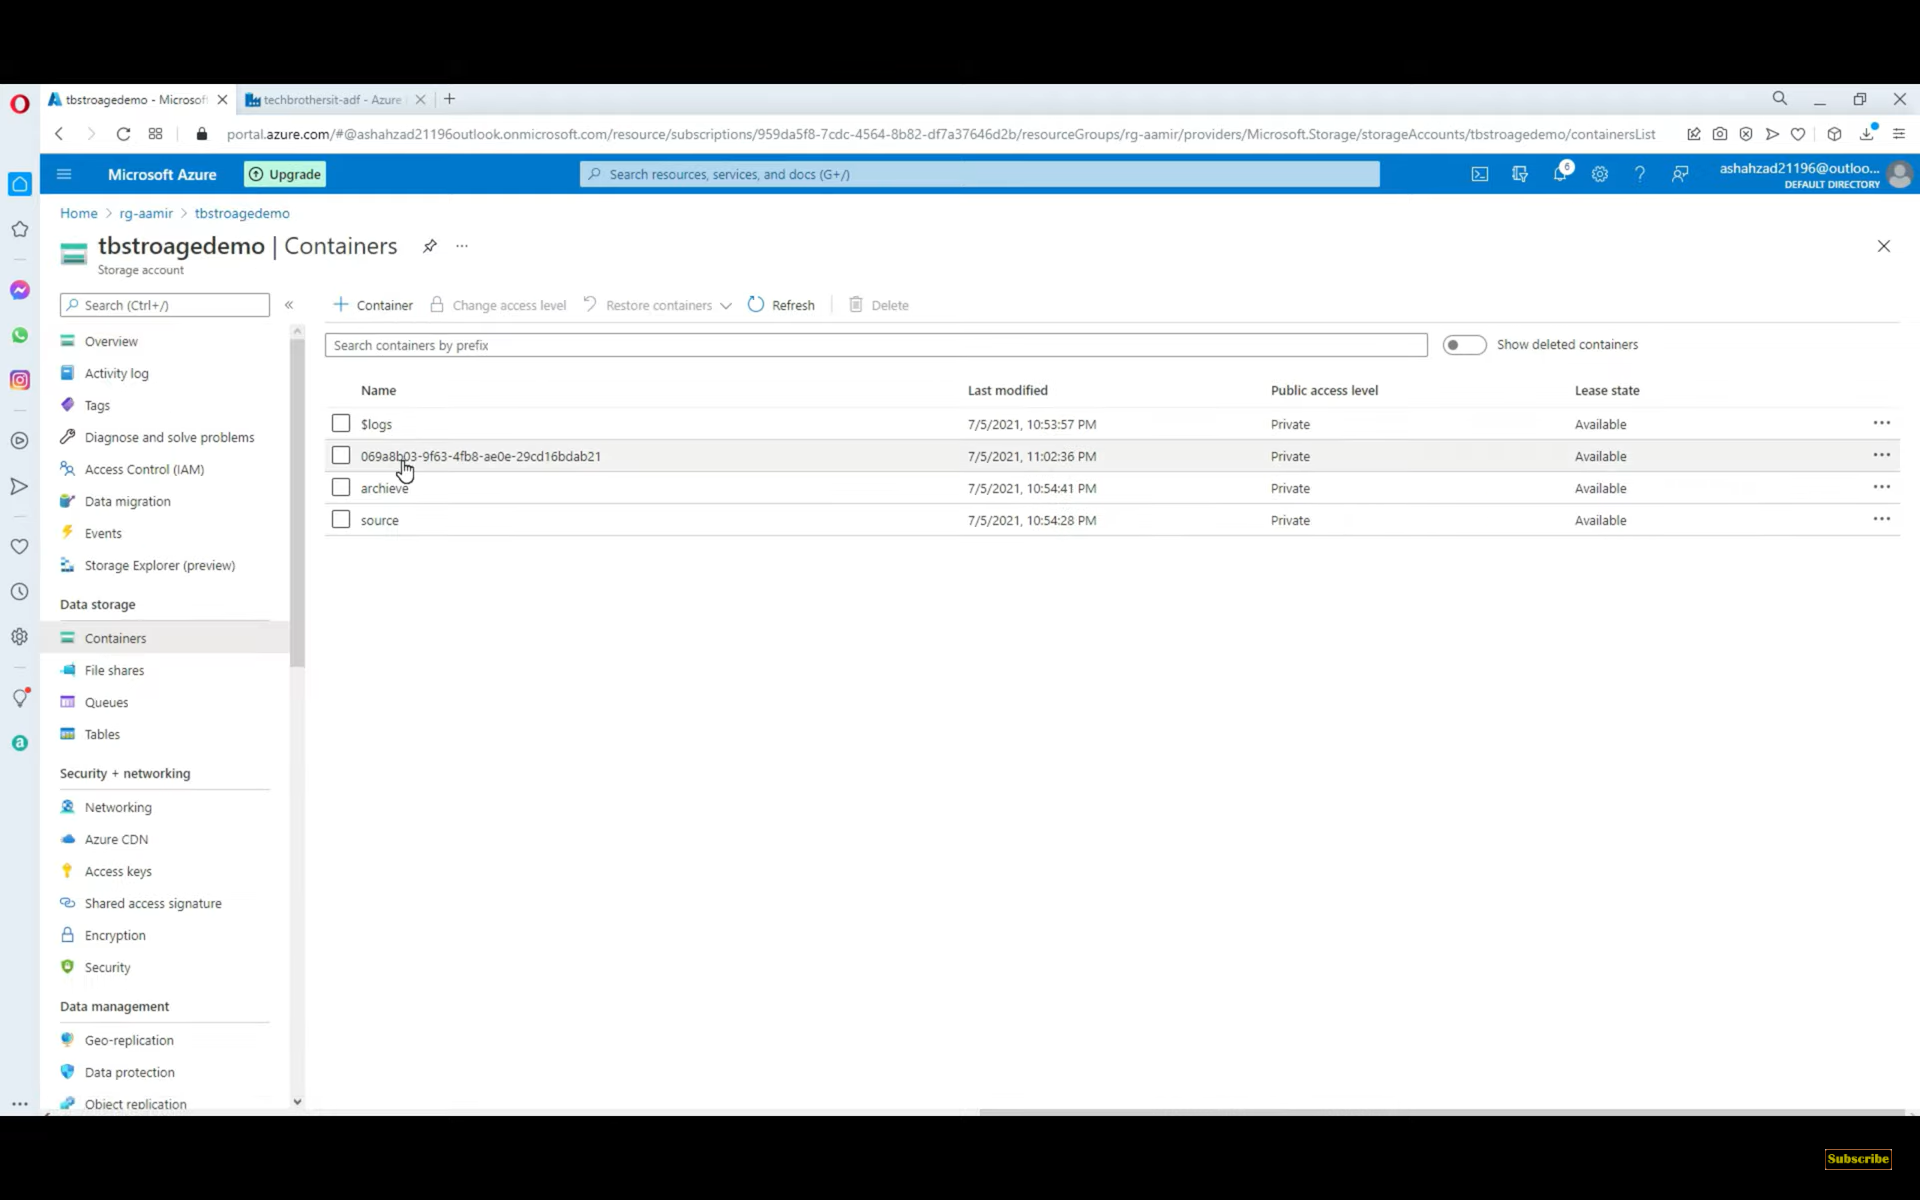 tbstroagedemo - Microsof
techbrothersit-adf - Azure
portal.azure.com/#@ashahzad21196outlook.onmicrosoft.com/resource/subscriptions/959da5f8-7cdc-4564-8b82-df7a37646d2b/resourceGroups/rg-aamir/providers/Microsoft.Storage/storageAccounts/tbstroagedemo/containersList
Microsoft Azure
Upgrade
Search resources, services, and docs (G+/)
6
ashahzad21196@outloo...
DEFAULT DIRECTORY
Home > rg-aamir > tbstroagedemo
tbstroagedemo | Containers
Storage account
Search (Ctrl+/)
Container
Change access level
Restore containers
Refresh
Delete
Search containers by prefix
Show deleted containers
Name Last modified Public access level Lease state
$logs 7/5/2021, 10:53:57 PM Private Available
069a8b03-9f63-4fb8-ae0e-29cd16bdab21 7/5/2021, 11:02:36 PM Private Available
archieve 7/5/2021, 10:54:41 PM Private Available
source 7/5/2021, 10:54:28 PM Private Available
Overview
Activity log
Tags
Diagnose and solve problems
Access Control (IAM)
Data migration
Events
Storage Explorer (preview)
Data storage
Containers
File shares
Queues
Tables
Security + networking
Networking
Azure CDN
Access keys
Shared access signature
Encryption
Security
Data management
Geo-replication
Data protection
Object replication
Subscribe